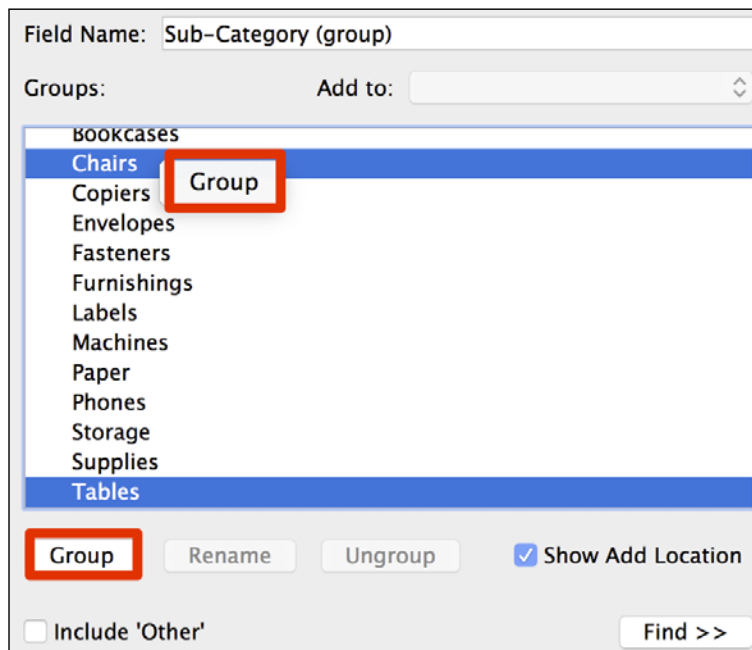 Field Name: Sub-Category (group)
Groups: Add to:
Bookcases
Chairs
Group
Copiers
Envelopes
Fasteners
Furnishings
Labels
Machines
Paper
Phones
Storage
Supplies
Tables
Group Rename Ungroup Show Add Location
Include 'Other' Find >>